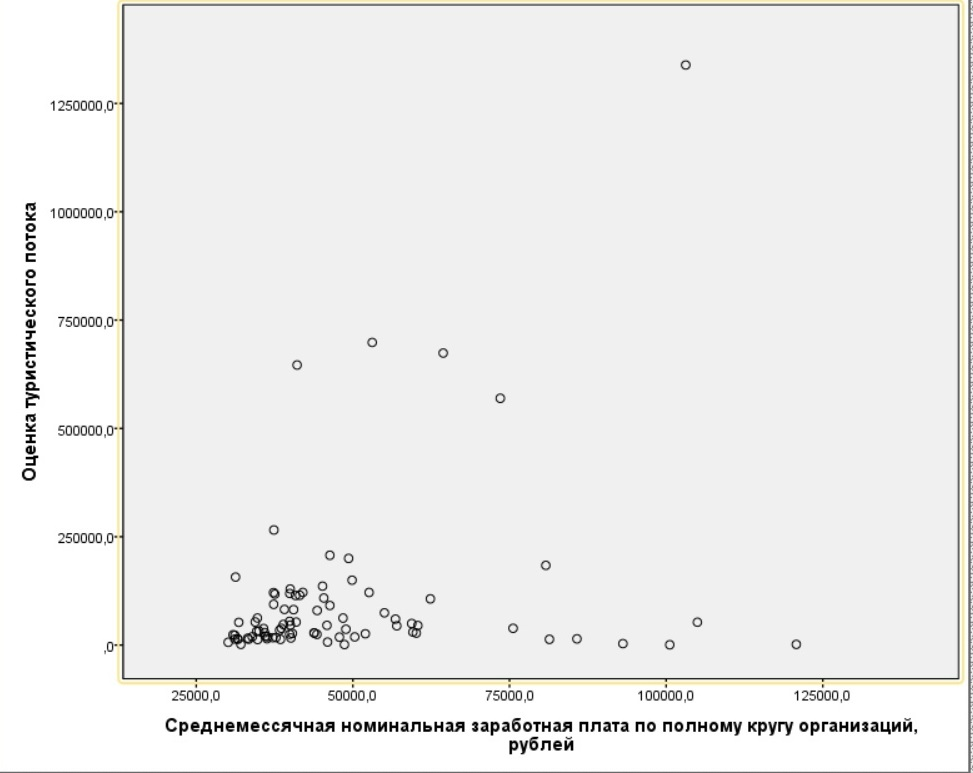 Оценка туристического потока
1250000,0
1000000,0
750000,0
500000,0
250000,0
,0
25000,0 50000,0 75000,0 100000,0 125000,0
Среднемессячная номинальная заработная плата по полному кругу организаций,
рублей